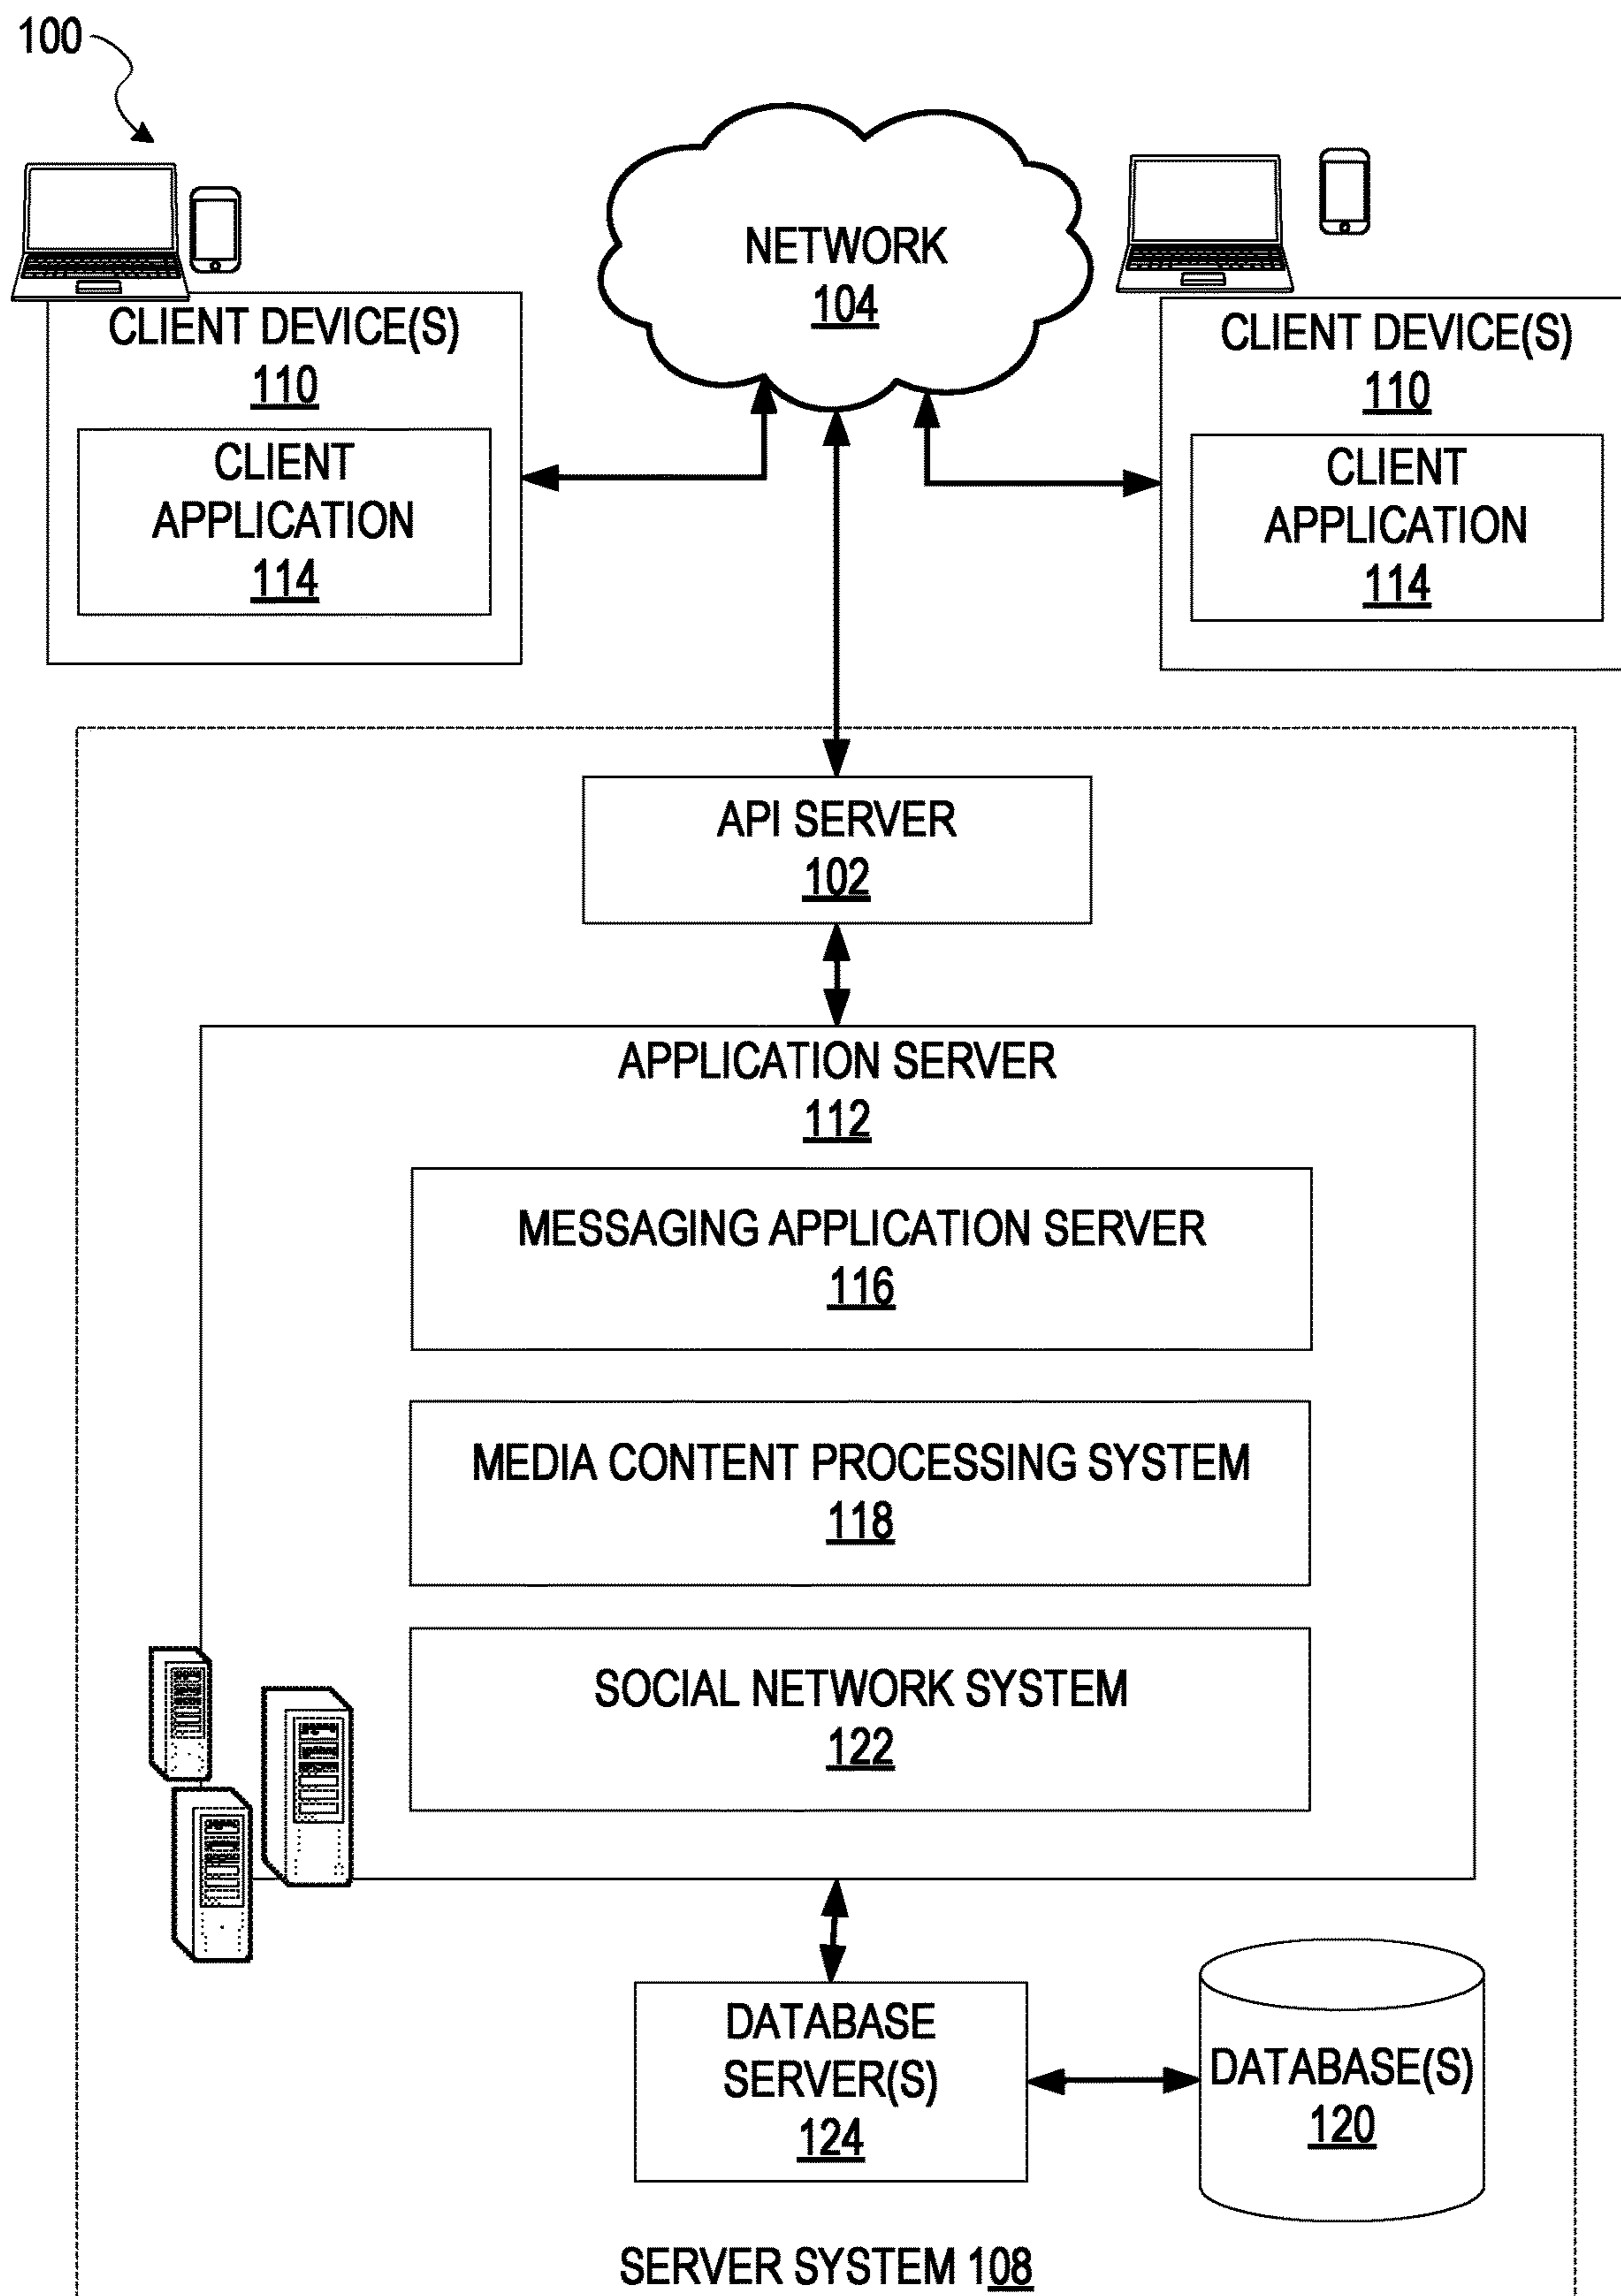 100
NETWORK
104
CLIENT DEVICE(S)
110
CLIENT
APPLICATION
114
CLIENT DEVICE(S)
110
CLIENT
APPLICATION
114
API SERVER
102
APPLICATION SERVER
112
MESSAGING APPLICATION SERVER
116
MEDIA CONTENT PROCESSING SYSTEM
118
SOCIAL NETWORK SYSTEM
122
DATABASE
SERVER(S)
124
DATABASE(S)
120
SERVER SYSTEM 108